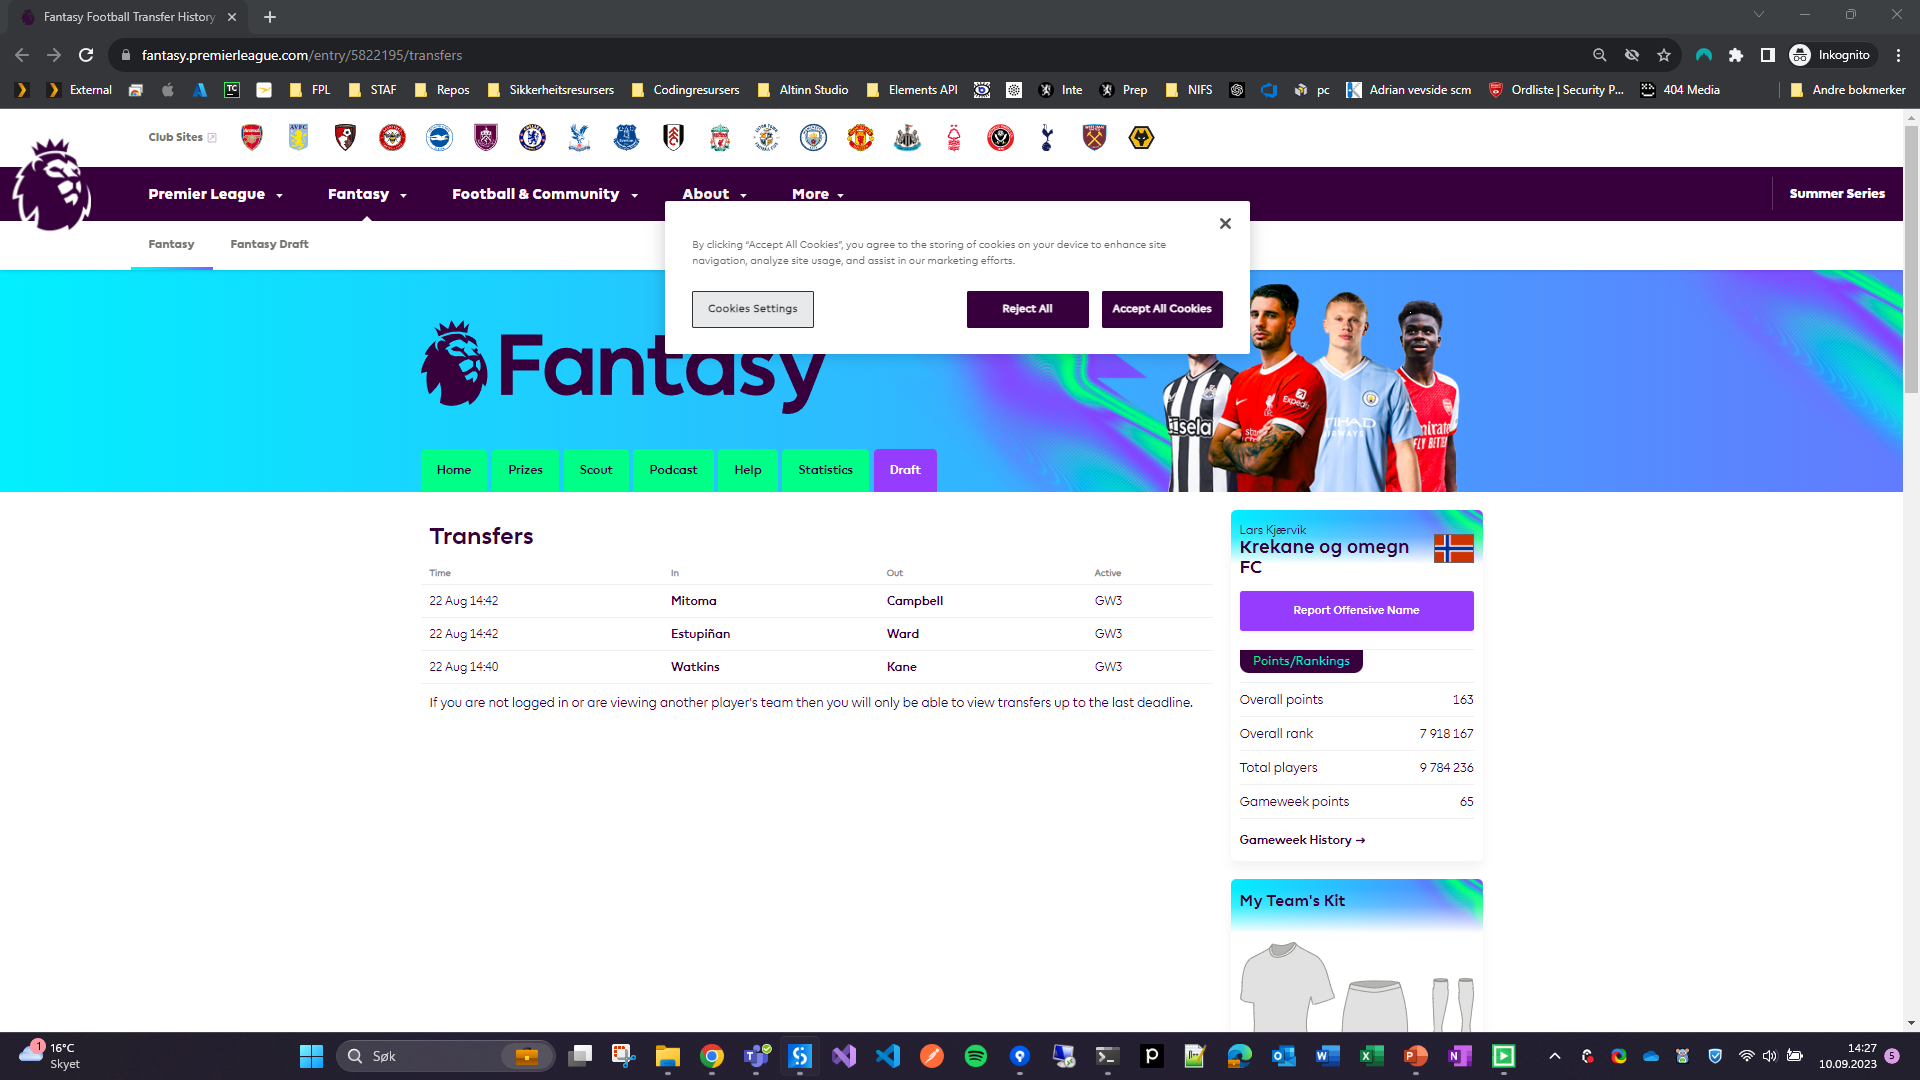 Fantasy Football Transfer History
fantasy.premierleague.com/entry/5822195/transfers
Inkognito
External
FPL
STAF
Repos
Sikkerheitsresursers
Codingresursers
Altinn Studio
Elements API
Inte
Prep
NIFS
pc
Adrian vevside scm
Ordliste | Security P...
404 Media
Andre bokmerker
Club Sites
Premier League
Fantasy
Football & Community
About
More
Summer Series
Fantasy
Fantasy Draft
By clicking “Accept All Cookies”, you agree to the storing of cookies on your device to enhance site
navigation, analyze site usage, and assist in our marketing efforts.
Cookies Settings
Reject All
Accept All Cookies
Fantasy
Home
Prizes
Scout
Podcast
Help
Statistics
Draft
Transfers
Time In Out Active
22 Aug 14:42 Mitoma Campbell GW3
22 Aug 14:42 Estupiñan Ward GW3
22 Aug 14:40 Watkins Kane GW3
If you are not logged in or are viewing another player's team then you will only be able to view transfers up to the last deadline.
Lars Kjærvik
Krekane og omegn
FC
Report Offensive Name
Points/Rankings
Overall points 163
Overall rank 7 918 167
Total players 9 784 236
Gameweek points 65
Gameweek History →
My Team's Kit
1
16°C
Skyet
Søk
14:27
10.09.2023
5